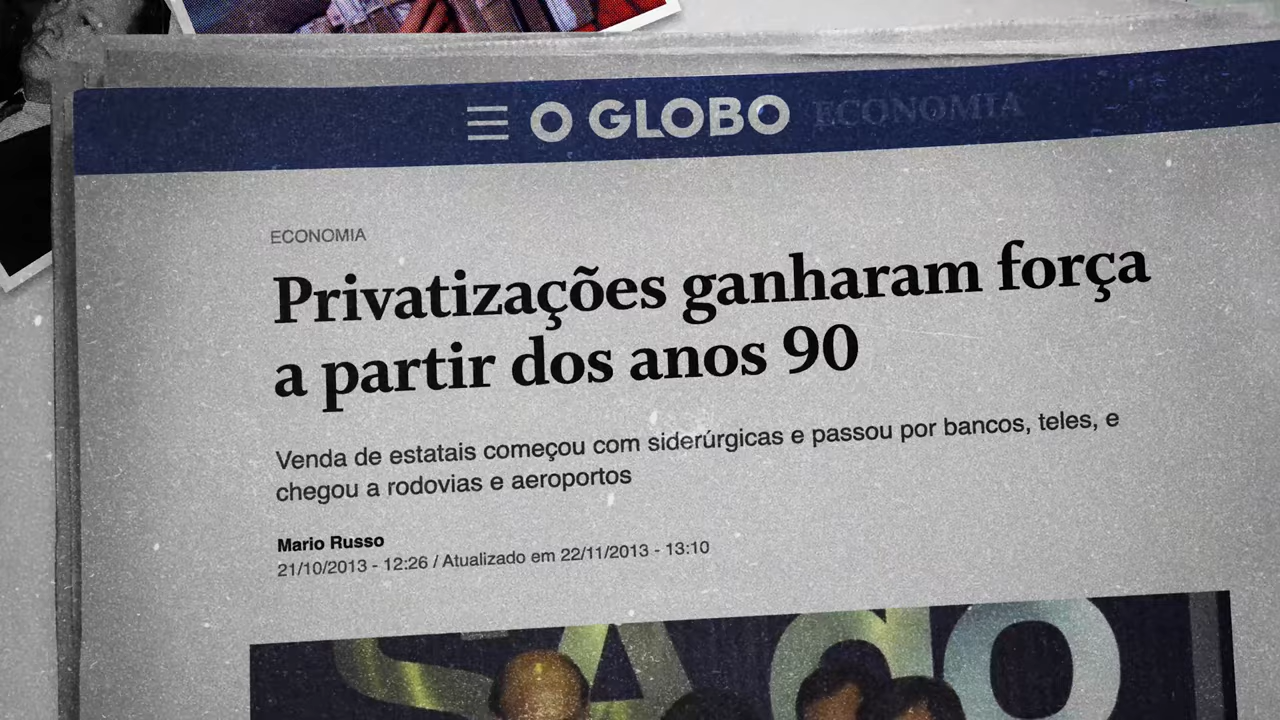 O GLOBO ECONOMIA
ECONOMIA
Privatizações ganharam força
a partir dos anos 90
Venda de estatais começou com siderúrgicas e passou por bancos, teles, e
chegou a rodovias e aeroportos
Mario Russo
21/10/2013 - 12:26 / Atualizado em 22/11/2013 - 13:10